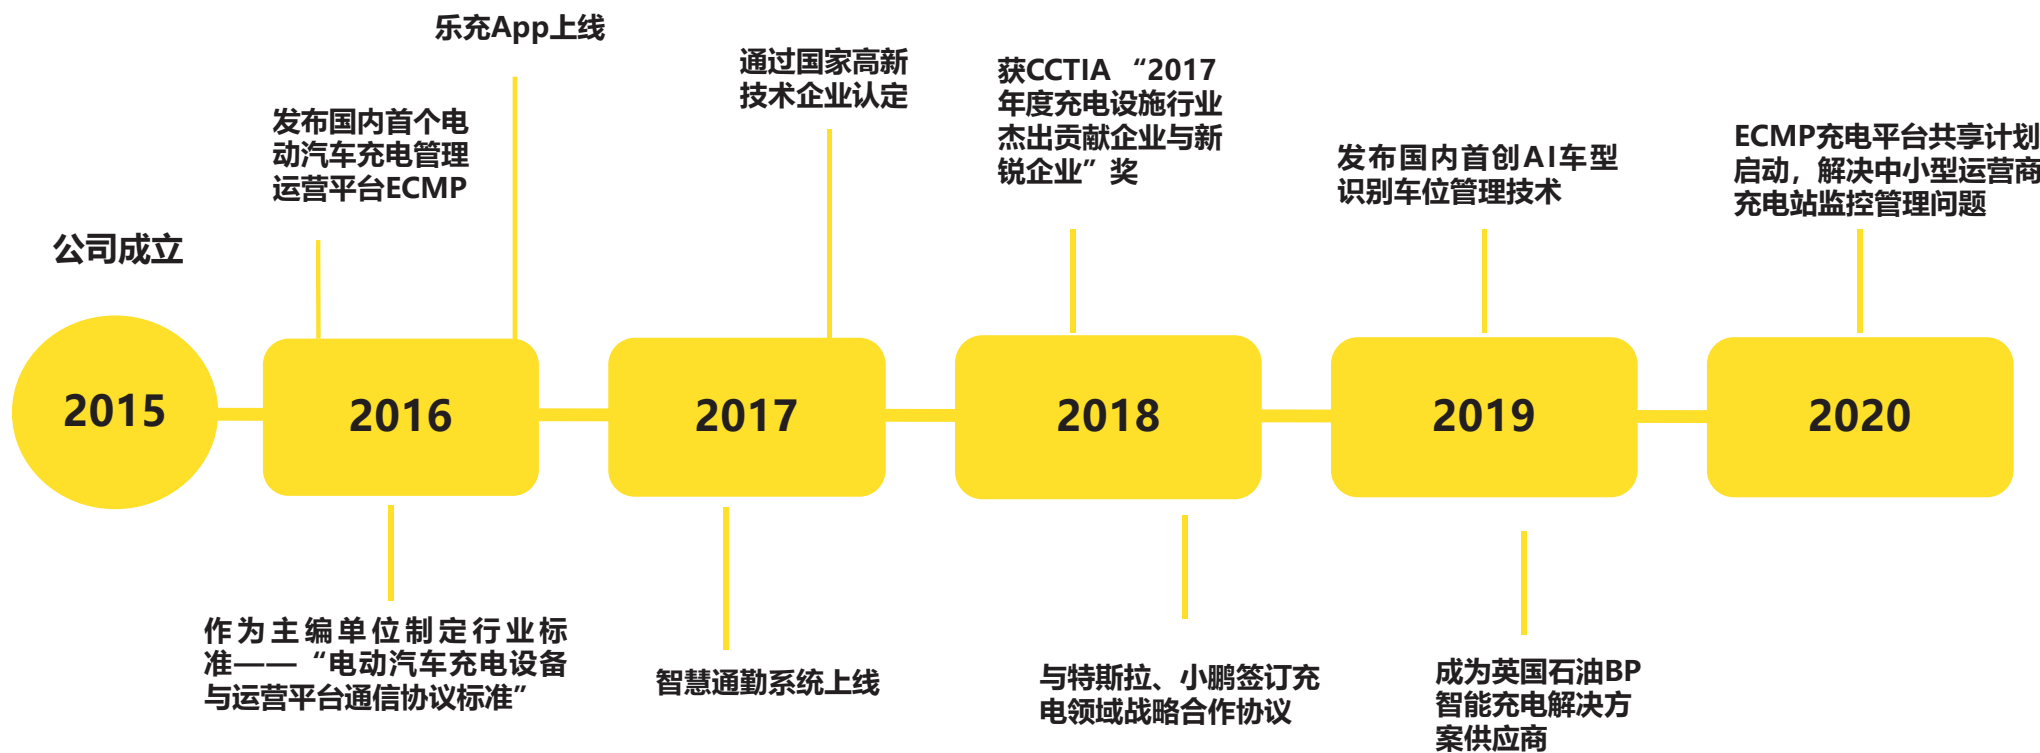 乐充App上线
发布国内首个电
动汽车充电管理
运营平台ECMP
通过国家高新
技术企业认定
获CCTIA “2017
年度充电设施行业
杰出贡献企业与新
锐企业”奖
发布国内首创AI车型
识别车位管理技术
ECMP充电平台共享计划
启动，解决中小型运营商
充电站监控管理问题
公司成立
2015
2016
2017
2018
2019
2020
作为主编单位制定行业标
准——“电动汽车充电设备
与运营平台通信协议标准”
智慧通勤系统上线
与特斯拉、小鹏签订充
电领域战略合作协议
成为英国石油BP
智能充电解决方
案供应商